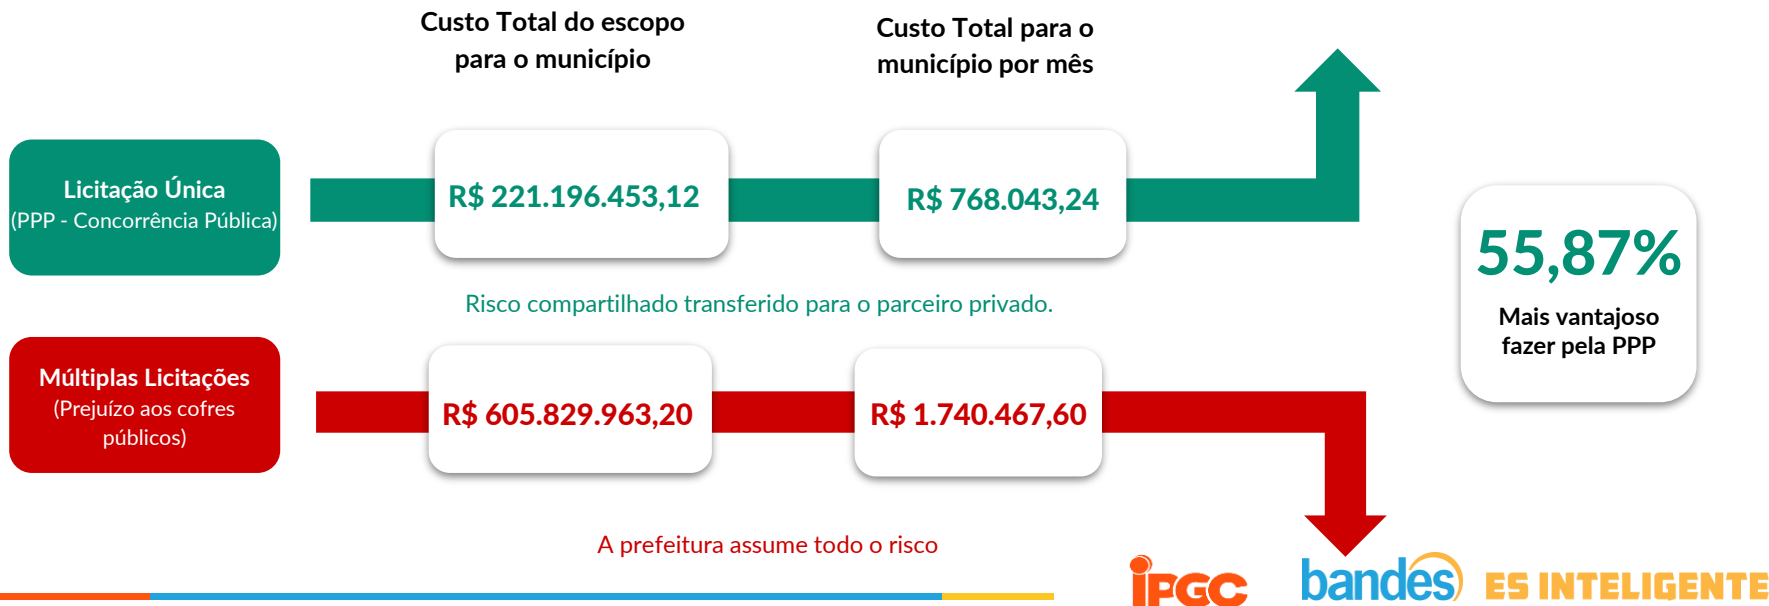 Custo Total do escopo
para o município
Custo Total para o
município por mês
Licitação Única
(PPP - Concorrência Pública)
R$ 221.196.453,12
R$ 768.043,24
Risco compartilhado transferido para o parceiro privado.
55,87%
Mais vantajoso
fazer pela PPP
Múltiplas Licitações
(Prejuízo aos cofres
públicos)
R$ 605.829.963,20
R$ 1.740.467,60
A prefeitura assume todo o risco
iPGC
bandes
ES INTELIGENTE